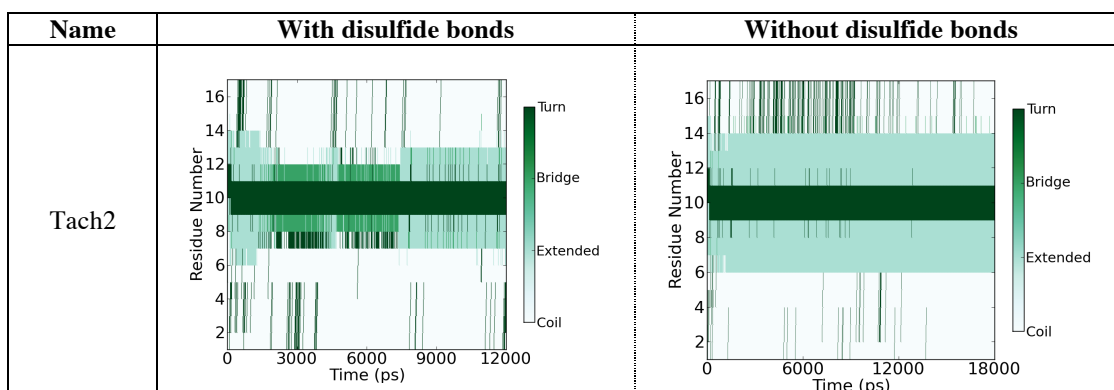 Name With disulfide bonds Without disulfide bonds
Tach2
Residue Number
16
14
12
10
8
6
4
2
0 3000 6000 9000 12000
Time (ps)
Turn
Bridge
Extended
Coil
Residue Number
16
14
12
10
8
6
4
2
0 6000 12000 18000
Time (ps)
Turn
Bridge
Extended
Coil